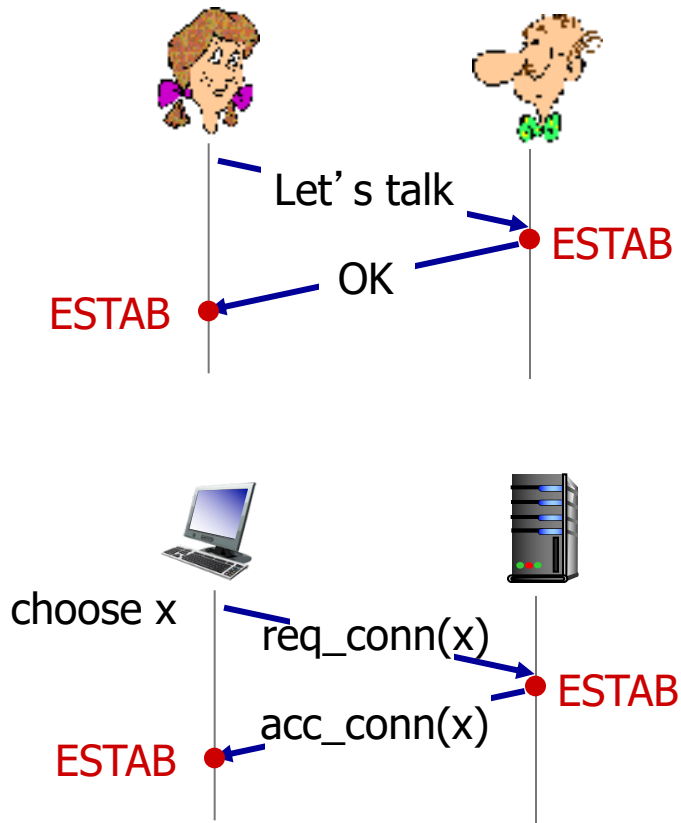 Let’s talk
ESTAB
OK
ESTAB
choose x
req_conn(x)
ESTAB
acc_conn(x)
ESTAB